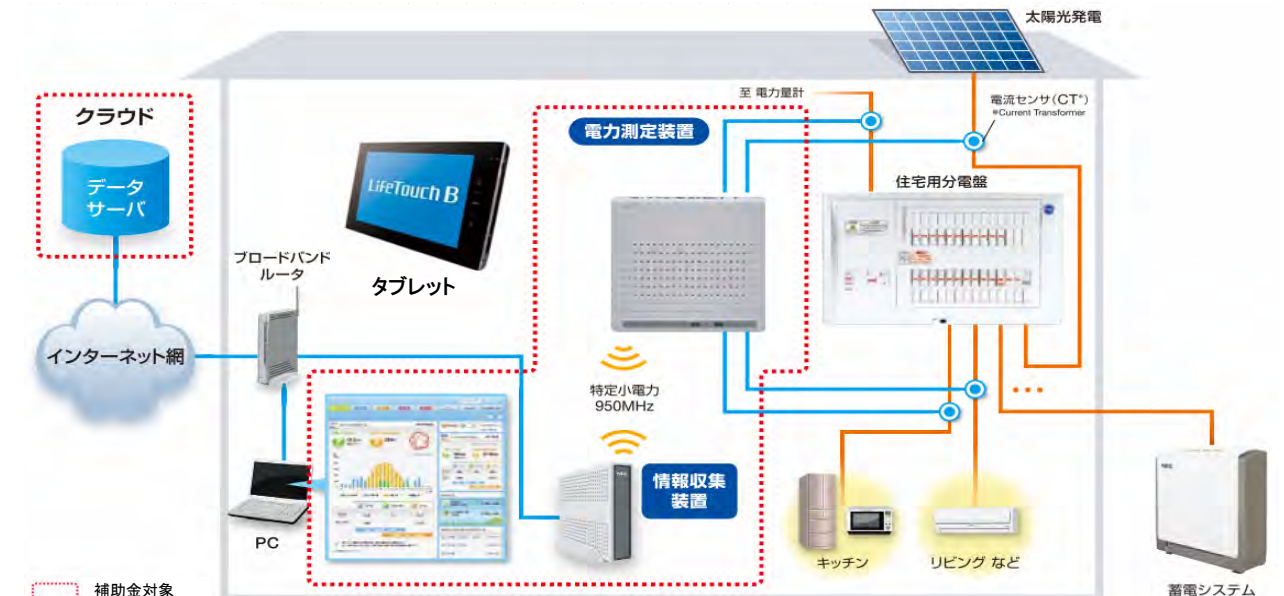 太陽光発電
至 電力量計
電流センサ(CT*)
※Current Transformer
クラウド
電力測定装置
データ
サーバ
LifeTouch B
住宅用分電盤
ブロードバンド
ルータ
タブレット
インターネット網
特定小電力
950MHz
・・・
NEC
情報収集
装置
NEC
PC
キッチン
リビング など
補助金対象
蓄電システム